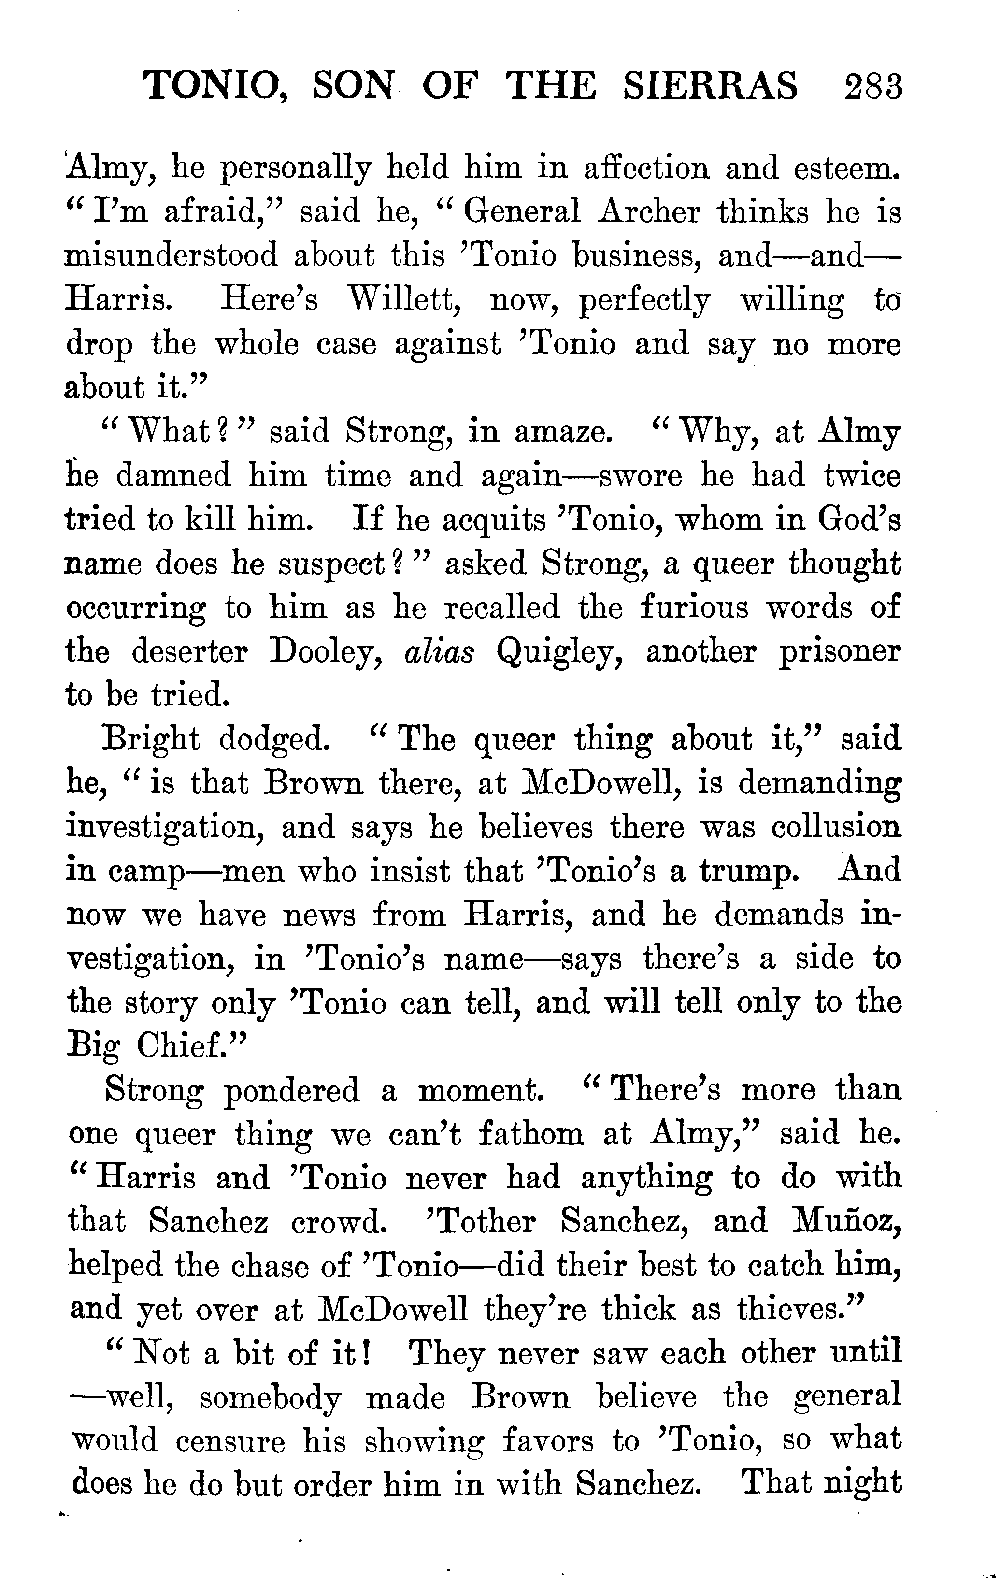 TONIO, SON OF THE SIERRAS 283
Almy, he personally held him in affection and esteem.
“ I’m afraid,” said he, “ General Archer thinks he is
misunderstood about this ’Tonio business, and—and—
Harris. Here’s Willett, now, perfectly willing to
drop the whole case against ’Tonio and say no more
about it.”
“ What? ” said Strong, in amaze. “ Why, at Almy
he damned him time and again—swore he had twice
tried to kill him. If he acquits ’Tonio, whom in God’s
name does he suspect? ” asked Strong, a queer thought
occurring to him as he recalled the furious words of
the deserter Dooley, alias Quigley, another prisoner
to be tried.
Bright dodged. “ The queer thing about it,” said
he, “ is that Brown there, at McDowell, is demanding
investigation, and says he believes there was collusion
in camp—men who insist that ’Tonio’s a trump. And
now we have news from Harris, and he demands in-
vestigation, in ’Tonio’s name—says there’s a side to
the story only ’Tonio can tell, and will tell only to the
Big Chief.”
Strong pondered a moment. “ There’s more than
one queer thing we can’t fathom at Almy,” said he.
“ Harris and ’Tonio never had anything to do with
that Sanchez crowd. ’Tother Sanchez, and Muñoz,
helped the chase of ’Tonio—did their best to catch him,
and yet over at McDowell they’re thick as thieves.”
“ Not a bit of it! They never saw each other until
—well, somebody made Brown believe the general
would censure his showing favors to ’Tonio, so what
does he do but order him in with Sanchez. That night